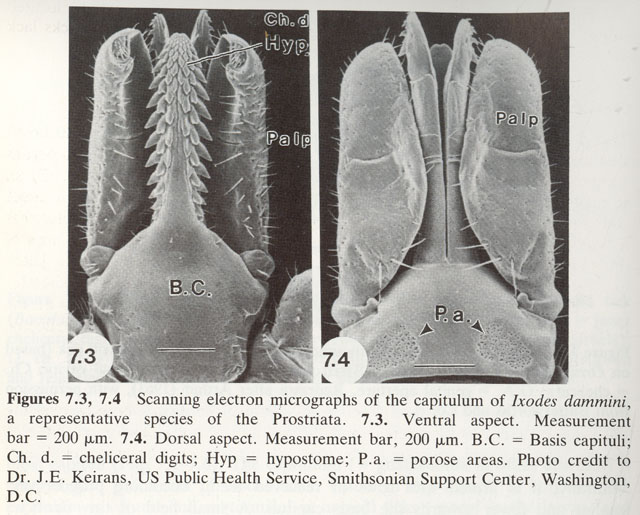 Ch.d
Hyp
Palp
B.C.
7.3
Palp
P.a.
7.4
Figures 7.3, 7.4 Scanning electron micrographs of the capitulum of Ixodes dammini,
a representative species of the Prostriata. 7.3. Ventral aspect. Measurement
bar = 200 μm. 7.4. Dorsal aspect. Measurement bar, 200 μm. B.C. = Basis capituli;
Ch. d. = cheliceral digits; Hyp = hypostome; P.a. = porose areas. Photo credit to
Dr. J.E. Keirans, US Public Health Service, Smithsonian Support Center, Washington,
D.C.